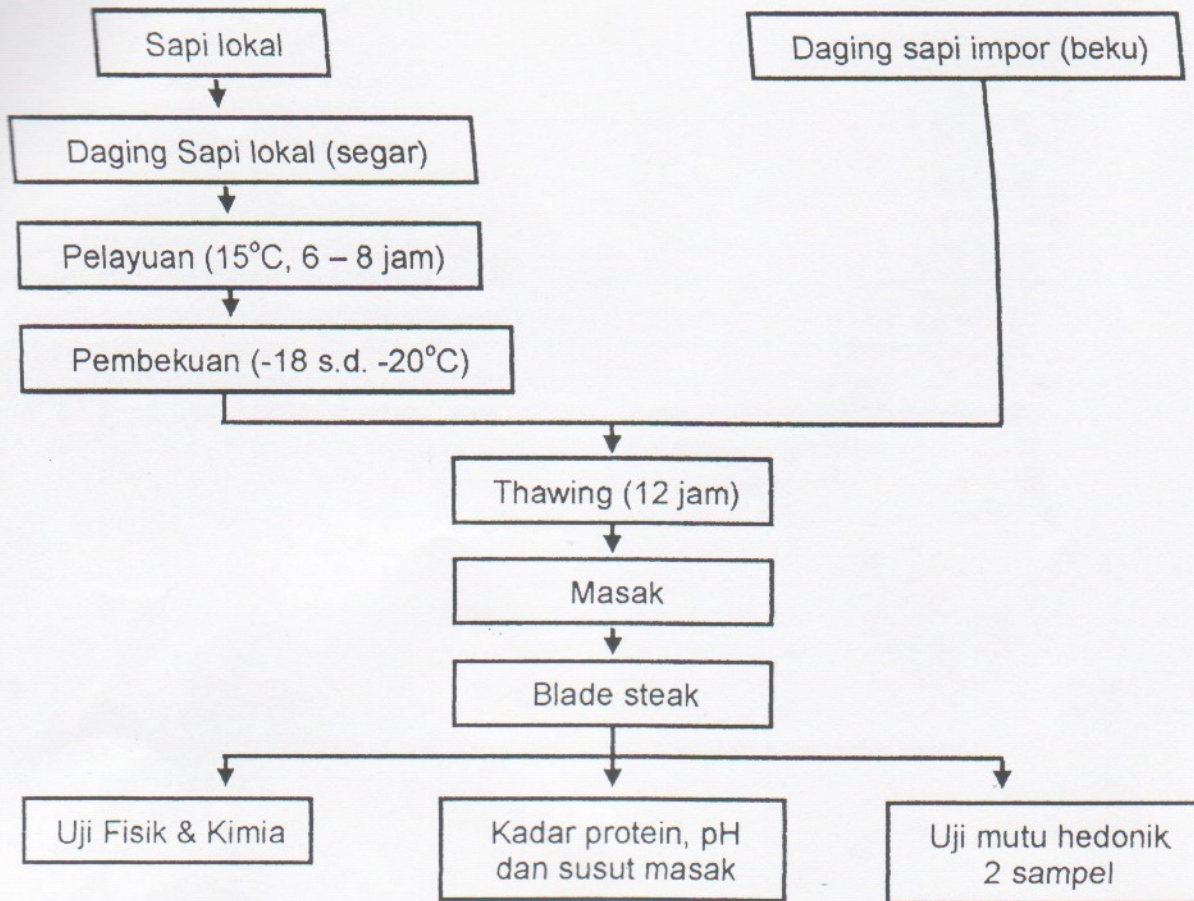 Sapi lokal
Daging sapi impor (beku)
Daging Sapi lokal (segar)
Pelayuan (15°C, 6 – 8 jam)
Pembekuan (-18 s.d. -20°C)
Thawing (12 jam)
Masak
Blade steak
Uji Fisik & Kimia
Kadar protein, pH
dan susut masak
Uji mutu hedonik
2 sampel